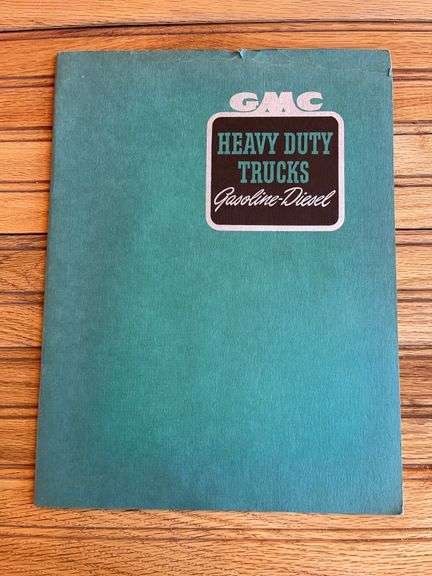 GMC
HEAVY DUTY
TRUCKS
Gasoline-Diesel